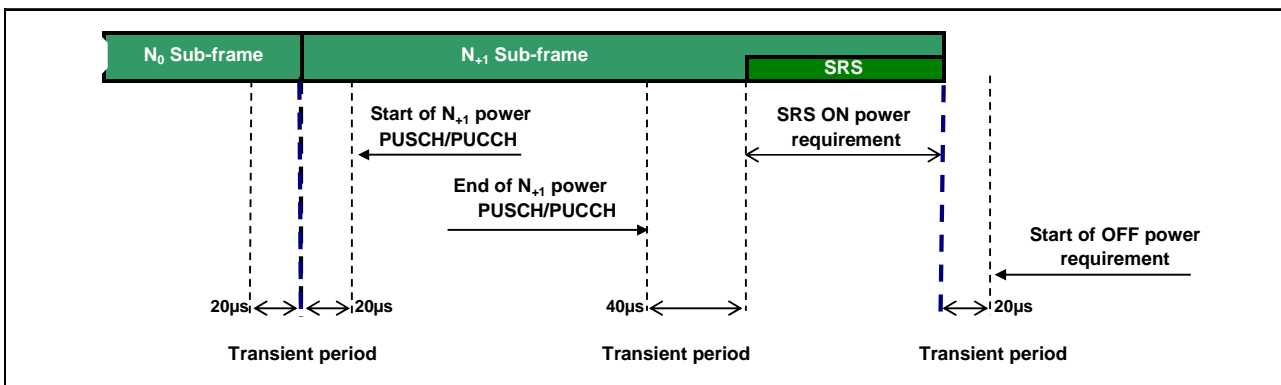 N0 Sub-frame
N+1 Sub-frame
SRS
Start of N+1 power
PUSCH/PUCCH
SRS ON power
requirement
End of N+1 power
PUSCH/PUCCH
Start of OFF power
requirement
20µs
20µs
40µs
20µs
Transient period
Transient period
Transient period